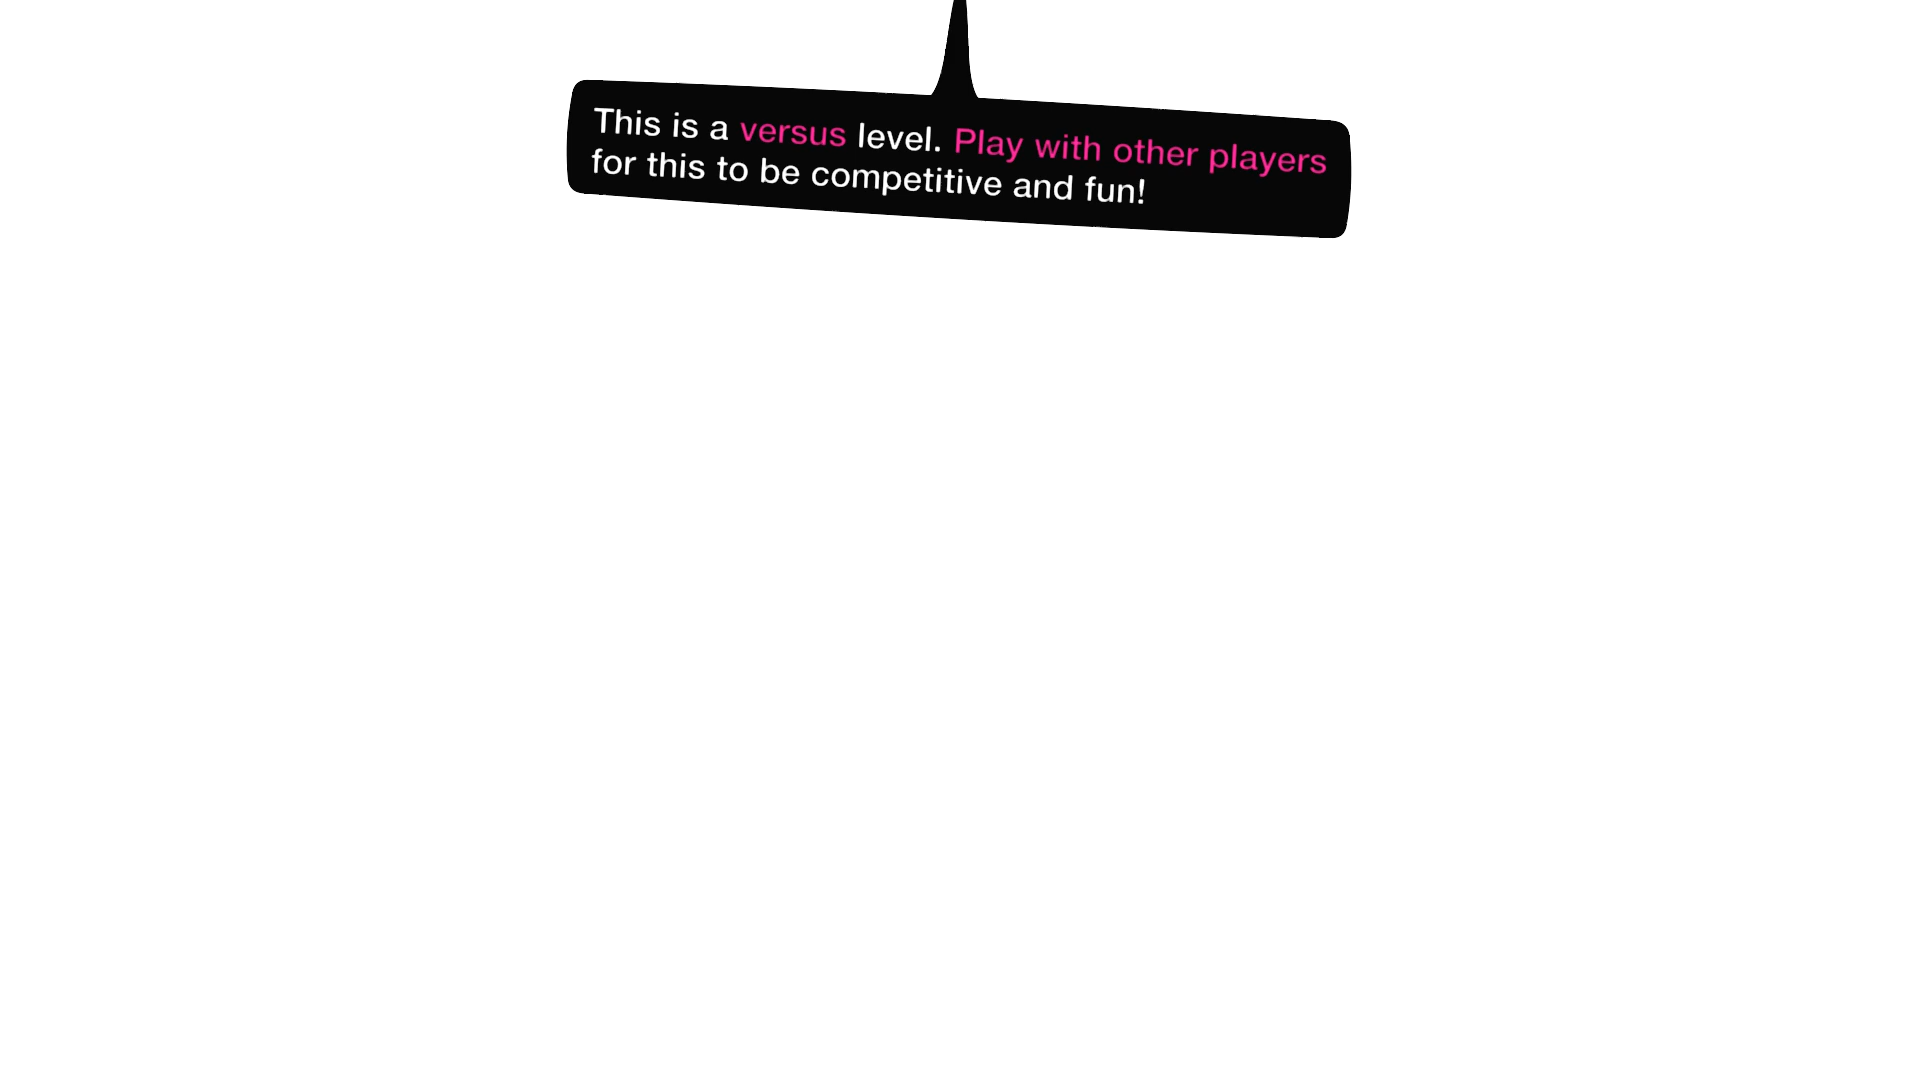 This is a versus level. Play with other players
for this to be competitive and fun!